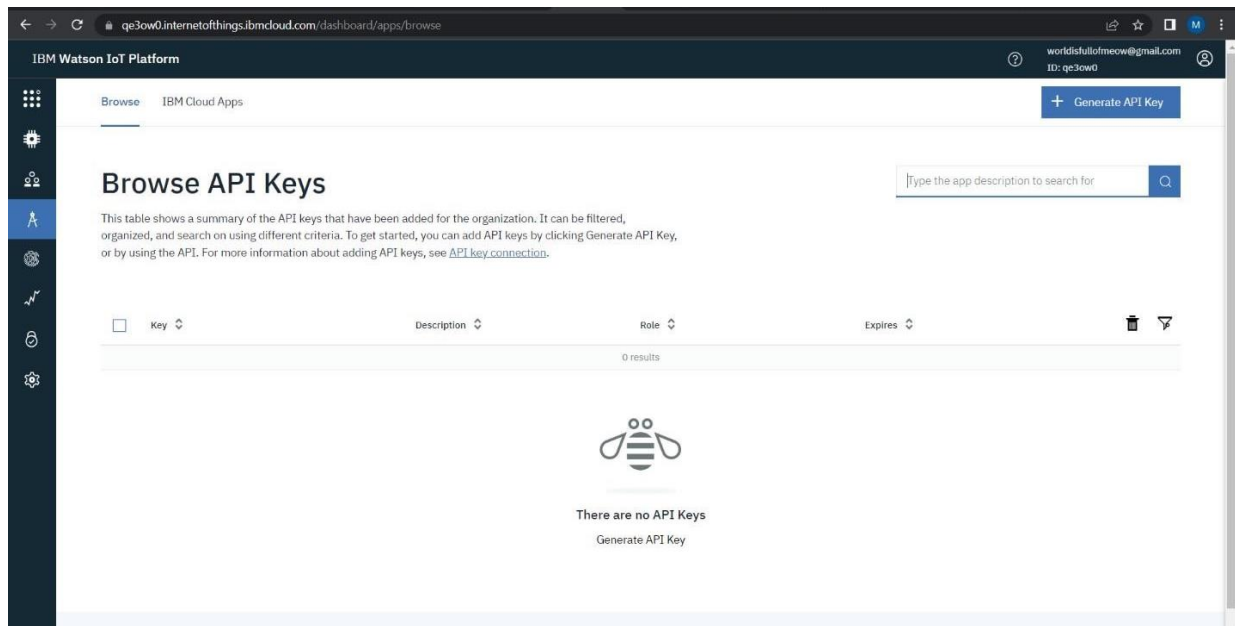 qe3ow0.internetofthings.ibmcloud.com/dashboard/apps/browse
M
IBM Watson IoT Platform
worldisfullofmeow@gmail.com
ID: qe3ow0
Browse IBM Cloud Apps
+ Generate API Key
Browse API Keys
Type the app description to search for
This table shows a summary of the API keys that have been added for the organization. It can be filtered,
organized, and search on using different criteria. To get started, you can add API keys by clicking Generate API Key,
or by using the API. For more information about adding API keys, see API key connection.
Key Description Role Expires
0 results
There are no API Keys
Generate API Key